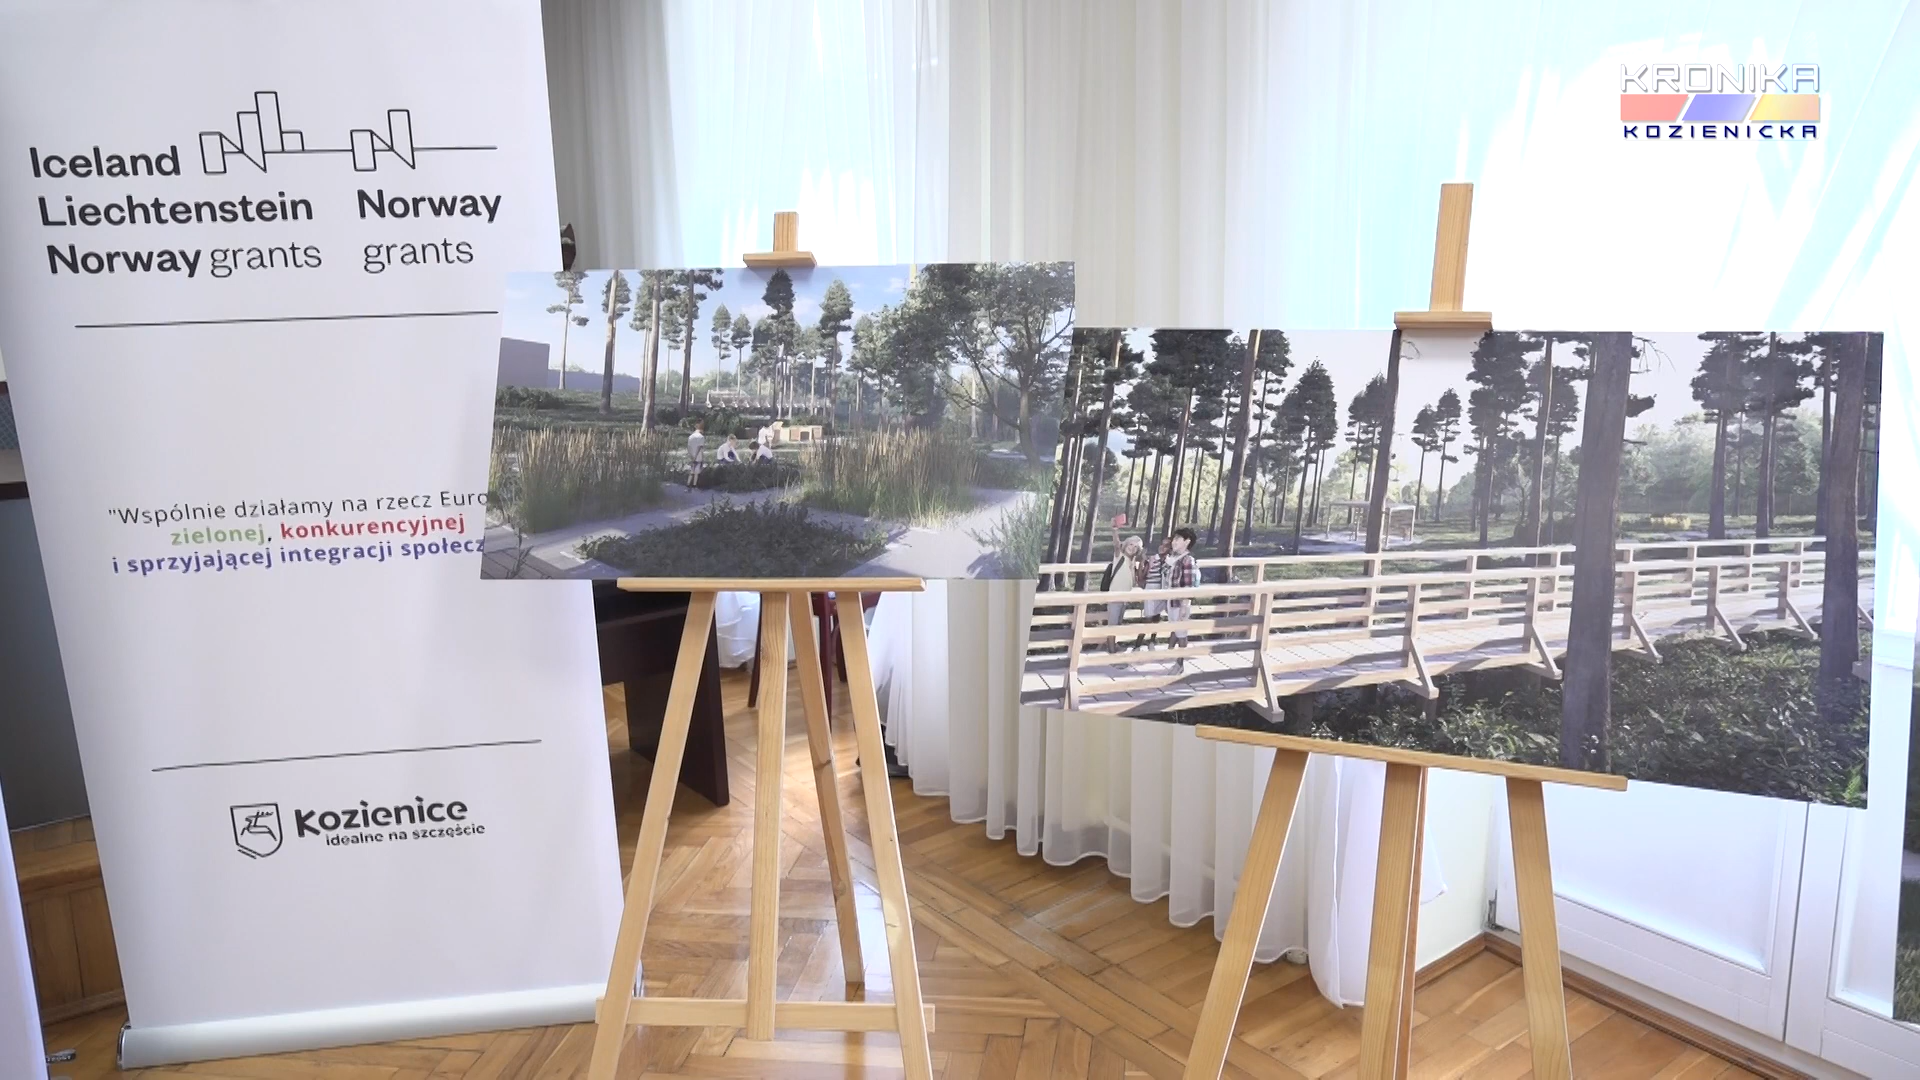 Iceland
Liechtenstein
Norway grants
Norway
grants
"Wspólnie działamy na rzecz Euro
zielonej, konkurencyjnej
i sprzyjającej integracji społecz
Kozienice
idealne na szczęście
KRONIKA
KOZIENICKA